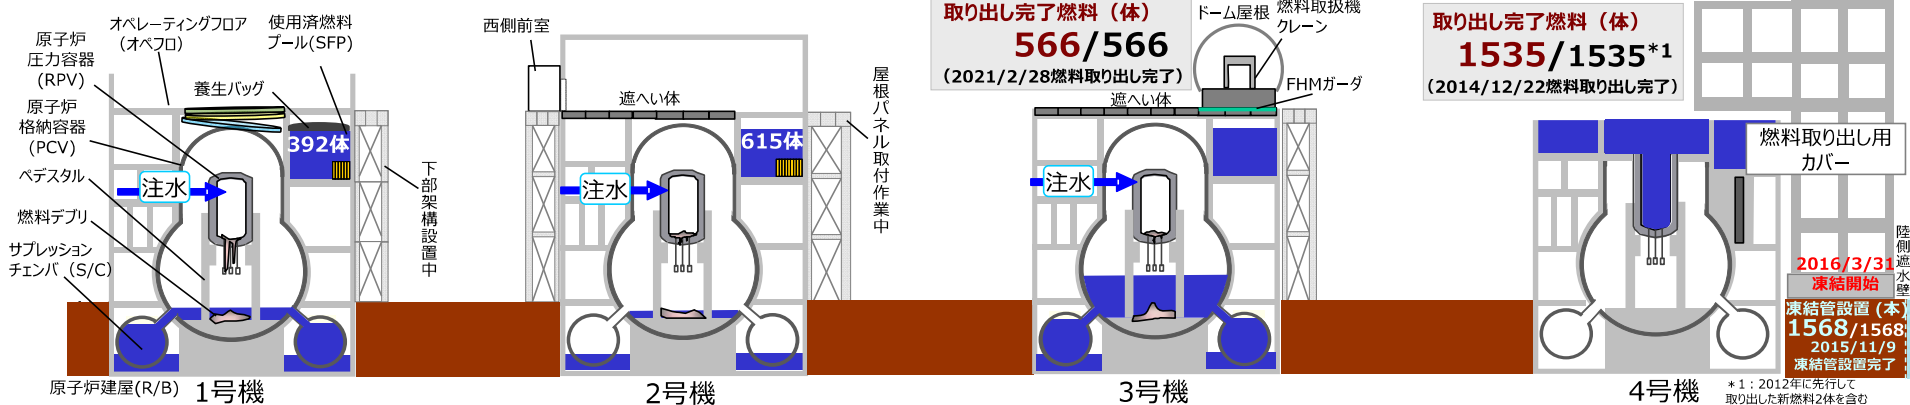 原子炉
圧力容器
(RPV)
原子炉
格納容器
(PCV)
ペデスタル
燃料デブリ
サプレッション
チェンバ (S/C)
原子炉建屋(R/B)
オペレーティングフロア
(オペフロ)
使用済燃料
プール(SFP)
養生バッグ
392体
注水
下部架構設置中
1号機
西側前室
遮へい体
615体
注水
屋根パネル取付作業中
2号機
取り出し完了燃料（体）
566/566
(2021/2/28燃料取り出し完了)
ドーム屋根
燃料取扱機
クレーン
FHMガーダ
遮へい体
注水
3号機
取り出し完了燃料（体）
1535/1535*1
(2014/12/22燃料取り出し完了)
燃料取り出し用
カバー
陸側遮水壁
2016/3/31
凍結開始
凍結管設置 (本)
1568/1568
2015/11/9
凍結管設置完了
4号機
＊1：2012年に先行して
取り出した新燃料2体を含む